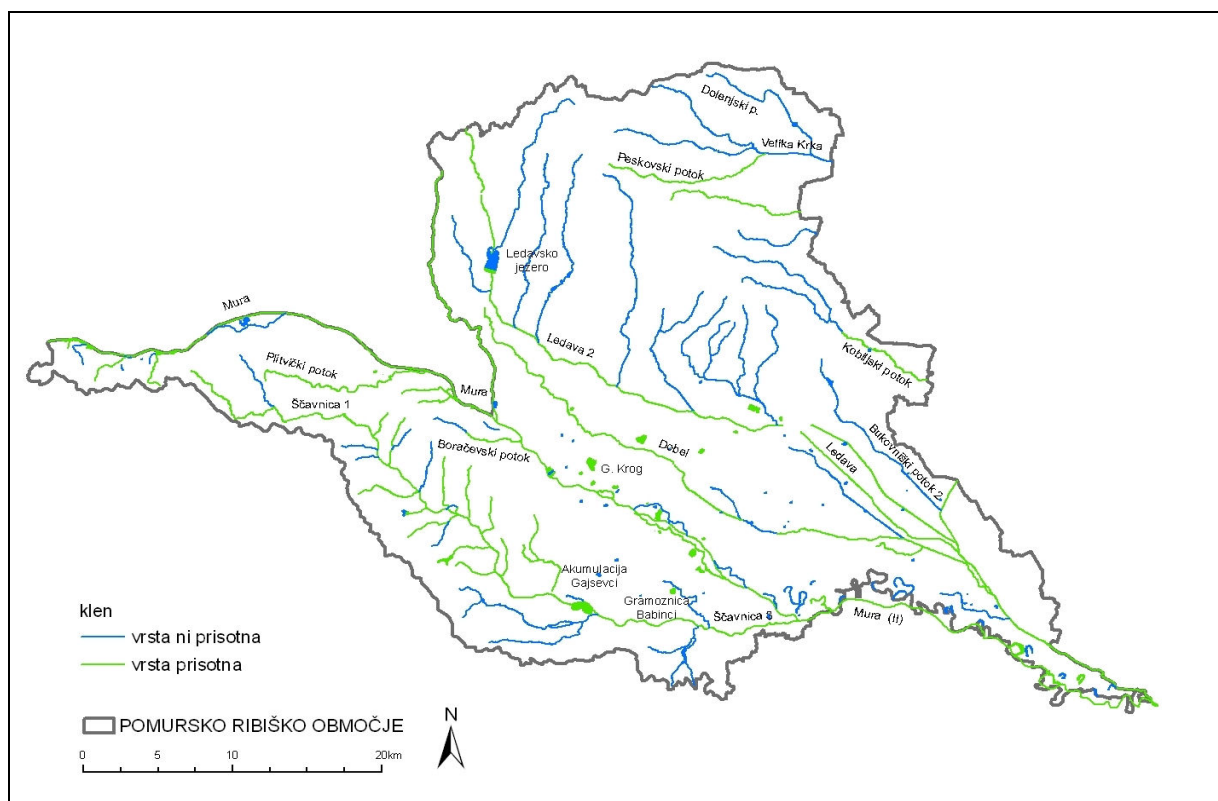 Dolenjski p.
Velika Krka
Peskovski potok
Ledavsko
jezero
Mura
Ledava 2
Kobiljski potok
Plitvički potok
Mura
Ščavnica 1
Boračevski potok
Dobel
G. Krog
Ledava
Bukovniški potok 2
Akumulacija
Gajsevci
Gramoznica
Babinci
Ščavnica 3
Mura (II)
klen
vrsta ni prisotna
vrsta prisotna
POMURSKO RIBIŠKO OBMOČJE
N
0 5 10 20km